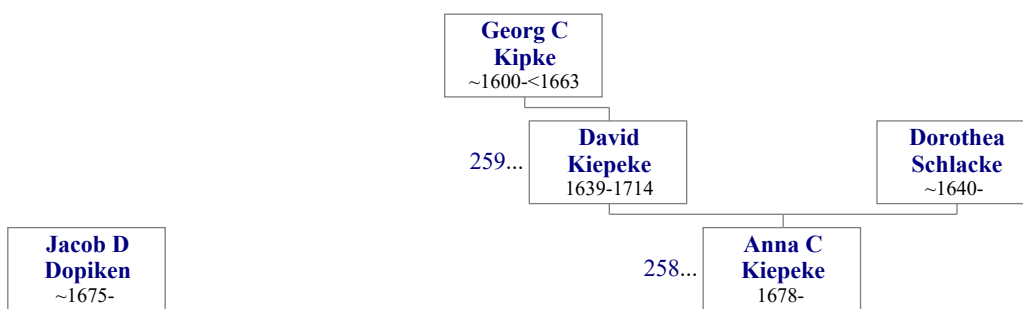 Georg C
Kipke
~1600-<1663
259...
David
Kiepeke
1639-1714
Dorothea
Schlacke
~1640-
Jacob D
Dopiken
~1675-
258...
Anna C
Kiepeke
1678-